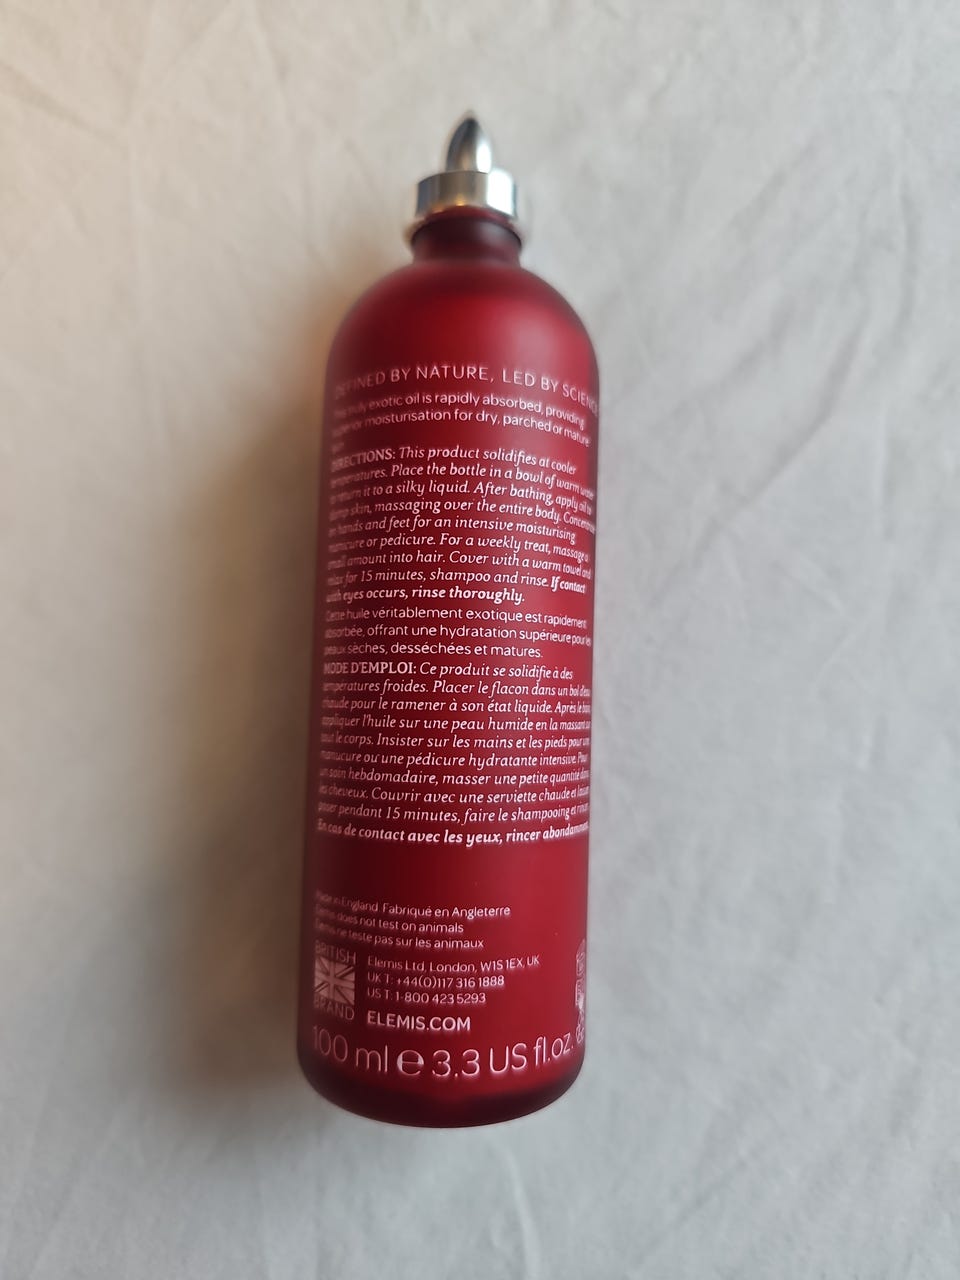 DEFINED BY NATURE, LED BY SCIENCE
This truly exotic oil is rapidly absorbed, providing
superior moisturisation for dry, parched or mature
DIRECTIONS: This product solidifies at cooler
temperatures. Place the bottle in a bowl of warm water
to return it to a silky liquid. After bathing, apply oil to
damp skin, massaging over the entire body. Concentrate
on hands and feet for an intensive moisturising
manicure or pedicure. For a weekly treat, massage a
small amount into hair. Cover with a warm towel and
relax for 15 minutes, shampoo and rinse. If contact
with eyes occurs, rinse thoroughly.
Cette huile véritablement exotique est rapidement
absorbée, offrant une hydratation supérieure pour les
peaux sèches, desséchées et matures.
MODE D'EMPLOI: Ce produit se solidifie à des
températures froides. Placer le flacon dans un bol d'eau
chaude pour le ramener à son état liquide. Après le bain,
appliquer l'huile sur une peau humide en la massant sur
tout le corps. Insister sur les mains et les pieds pour une
manucure ou une pédicure hydratante intensive. Pour
un soin hebdomadaire, masser une petite quantité dans
les cheveux. Couvrir avec une serviette chaude et laisser
poser pendant 15 minutes, faire le shampooing et rincer.
En cas de contact avec les yeux, rincer abondamment.
Made in England. Fabriqué en Angleterre
Elemis does not test on animals
Elemis ne teste pas sur les animaux
BRITISH
BRAND
Elemis Ltd, London, W1S 1EX, UK
UK T: +44(0)117 316 1888
US T: 1-800 423 5293
ELEMIS.COM
100 ml e 3.3 US fl.oz.